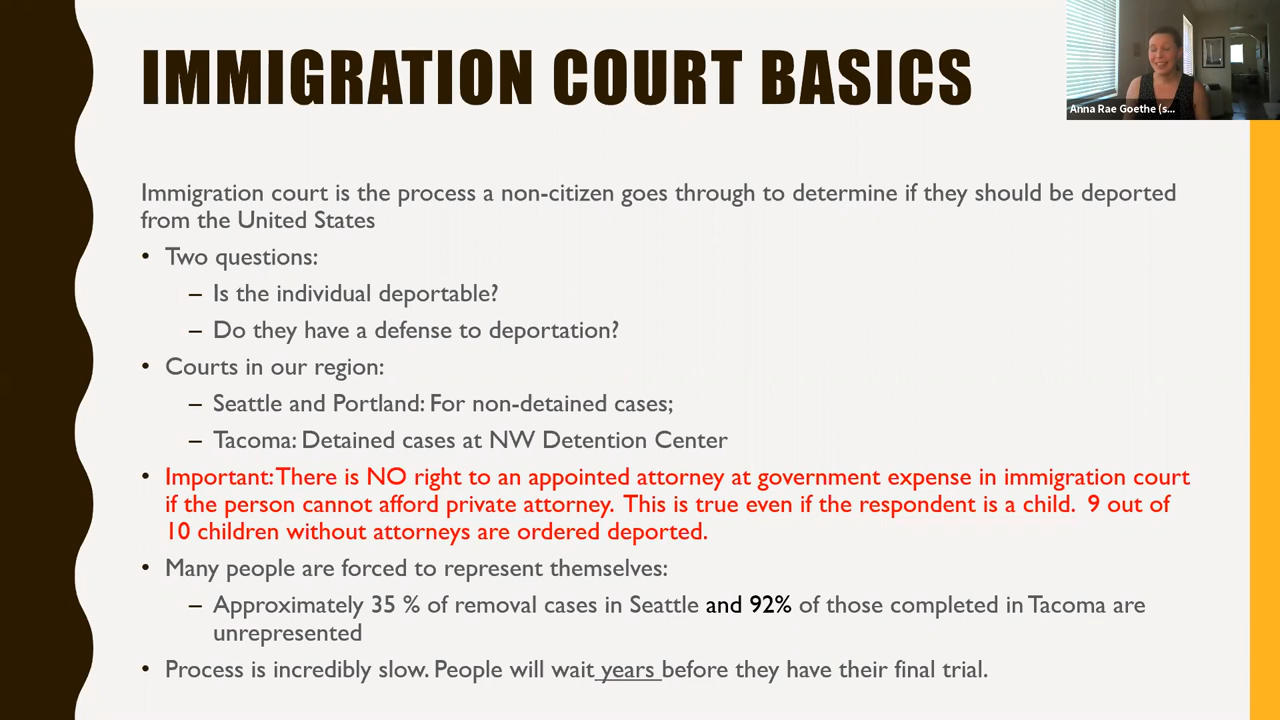 IMMIGRATION COURT BASICS
Anna Rae Goethe (s...
Immigration court is the process a non-citizen goes through to determine if they should be deported
from the United States
• Two questions:
– Is the individual deportable?
– Do they have a defense to deportation?
• Courts in our region:
– Seattle and Portland: For non-detained cases;
– Tacoma: Detained cases at NW Detention Center
• Important: There is NO right to an appointed attorney at government expense in immigration court
if the person cannot afford private attorney. This is true even if the respondent is a child. 9 out of
10 children without attorneys are ordered deported.
• Many people are forced to represent themselves:
– Approximately 35 % of removal cases in Seattle and 92% of those completed in Tacoma are
unrepresented
• Process is incredibly slow. People will wait years before they have their final trial.